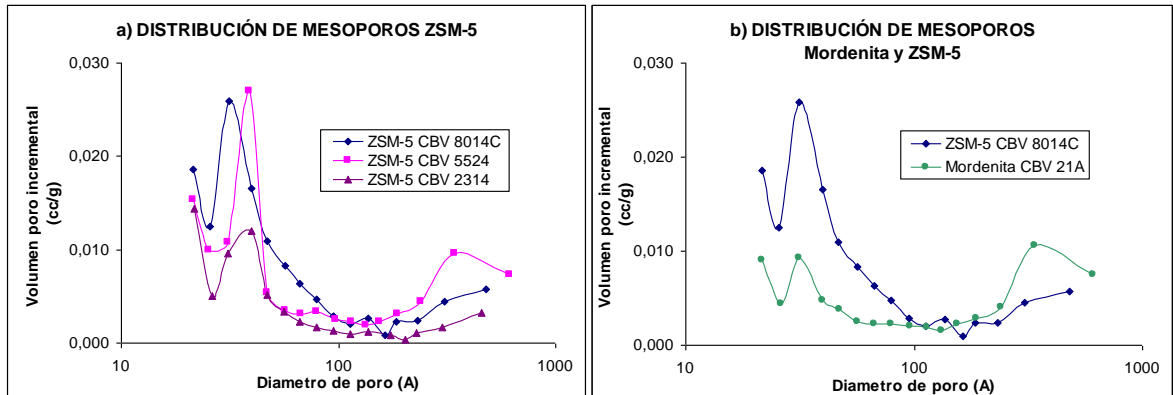 a) DISTRIBUCIÓN DE MESOPOROS ZSM-5
0,030
0,020
0,010
0,000
10
100
1000
Volumen poro incremental
(cc/g)
Diametro de poro (A)
ZSM-5 CBV 8014C
ZSM-5 CBV 5524
ZSM-5 CBV 2314
b) DISTRIBUCIÓN DE MESOPOROS
Mordenita y ZSM-5
0,030
0,020
0,010
0,000
10
100
1000
Volumen poro incremental
(cc/g)
Diametro de poro (A)
ZSM-5 CBV 8014C
Mordenita CBV 21A